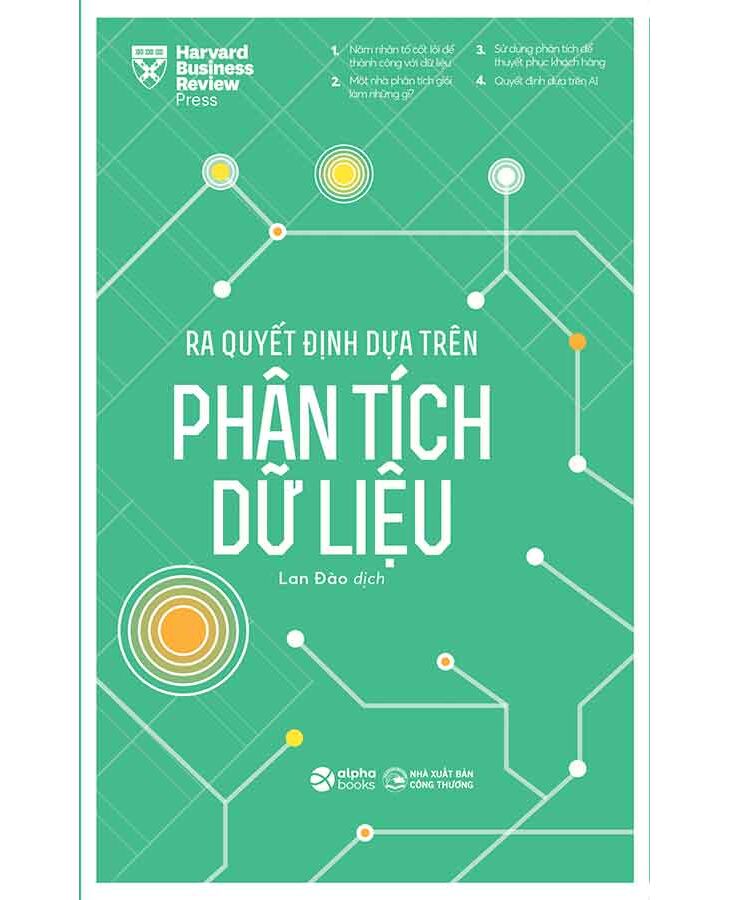 Harvard
Business
Review
Press
1. Năm nhân tố cốt lõi để
thành công với dữ liệu
2. Một nhà phân tích giỏi
làm những gì?
3. Sử dụng phân tích để
thuyết phục khách hàng
4. Quyết định dựa trên AI
RA QUYẾT ĐỊNH DỰA TRÊN
PHÂN TÍCH
DỮ LIỆU
Lan Đào dịch
alpha
books
NHÀ XUẤT BẢN
CÔNG THƯƠNG